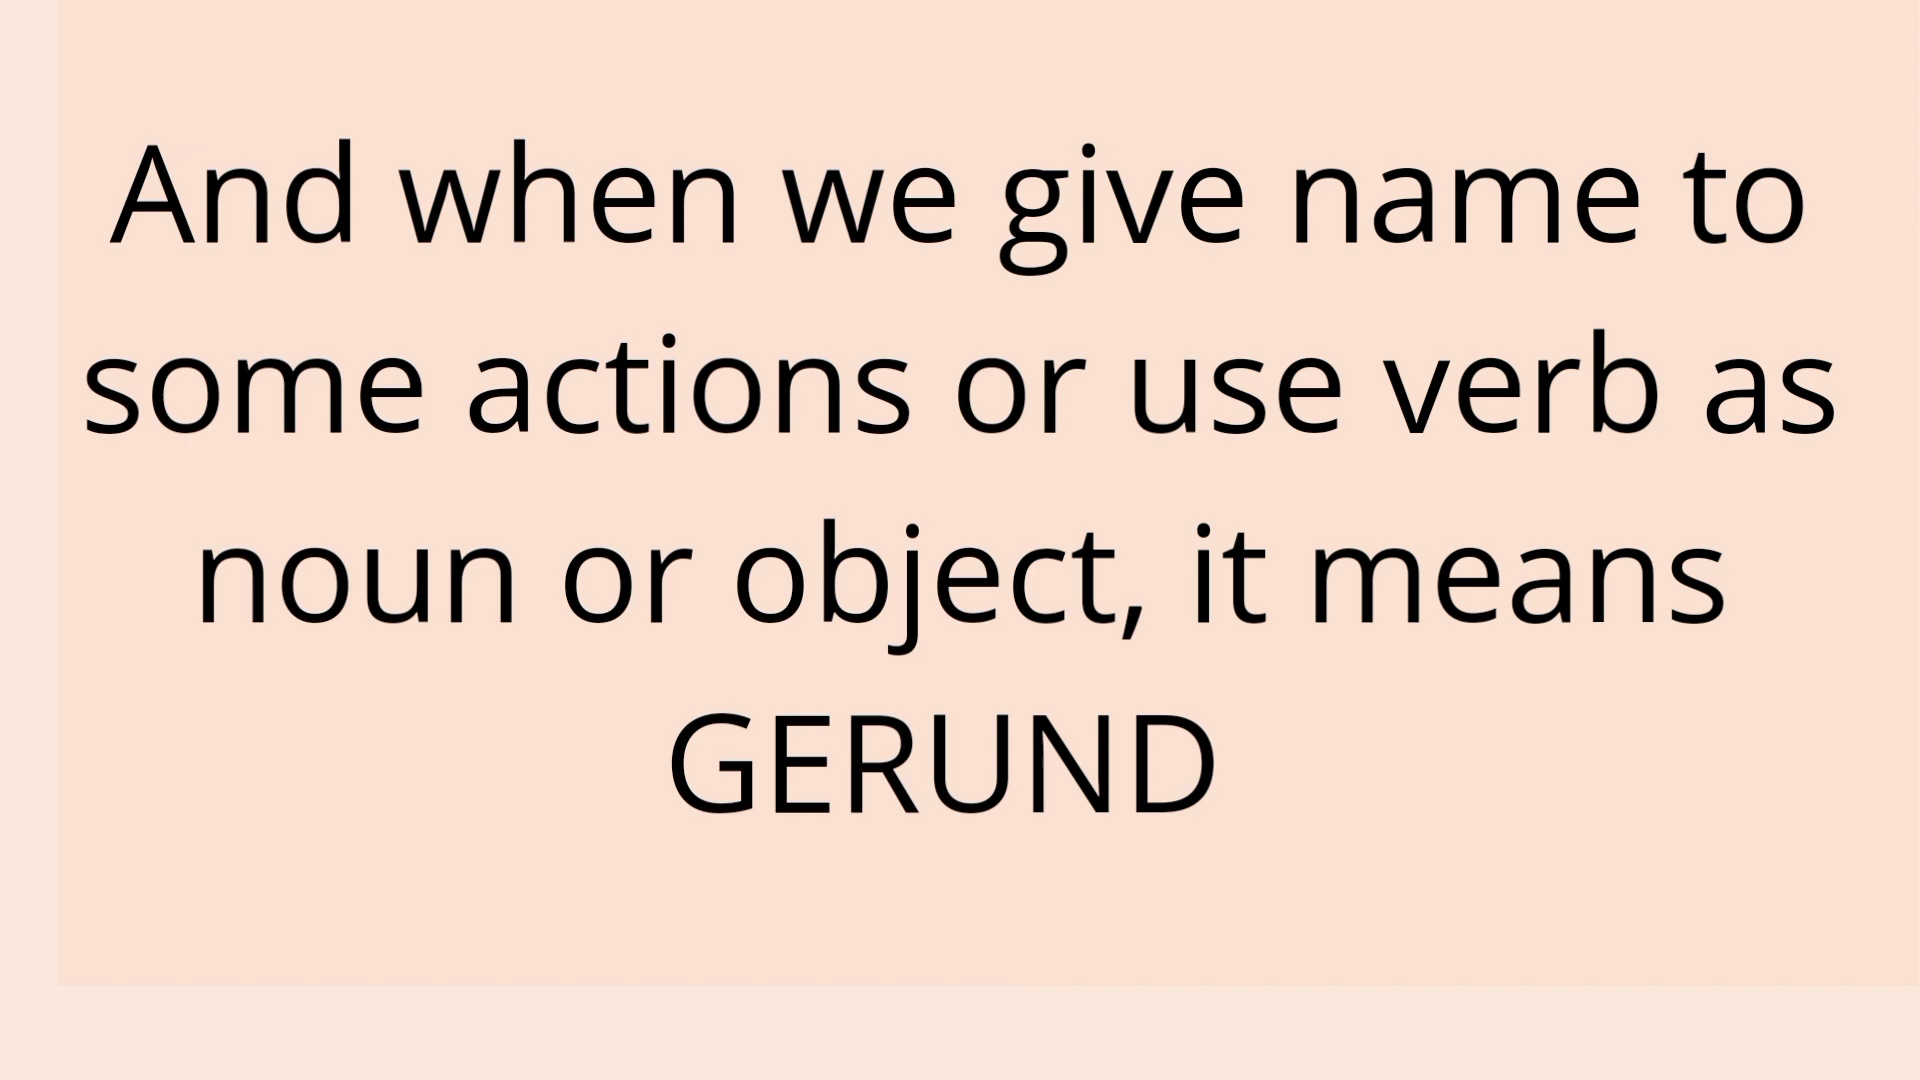 And when we give name to
some actions or use verb as
noun or object, it means
GERUND